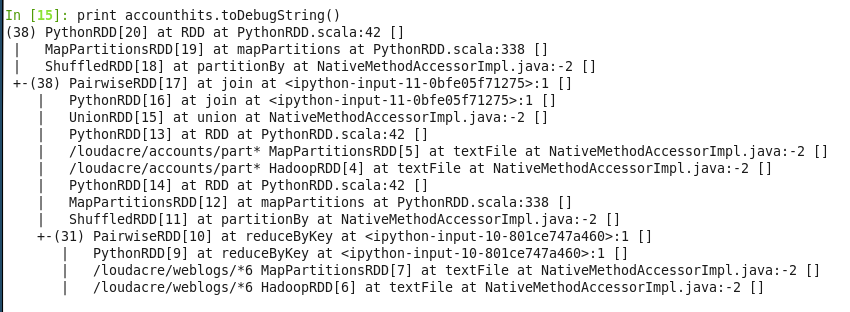 In [15]: print accounthits.toDebugString()
(38) PythonRDD[20] at RDD at PythonRDD.scala:42 []
 |   MapPartitionsRDD[19] at mapPartitions at PythonRDD.scala:338 []
 |   ShuffledRDD[18] at partitionBy at NativeMethodAccessorImpl.java:-2 []
 +-(38) PairwiseRDD[17] at join at <ipython-input-11-0bfe05f71275>:1 []
    |   PythonRDD[16] at join at <ipython-input-11-0bfe05f71275>:1 []
    |   UnionRDD[15] at union at NativeMethodAccessorImpl.java:-2 []
    |   PythonRDD[13] at RDD at PythonRDD.scala:42 []
    |   /loudacre/accounts/part* MapPartitionsRDD[5] at textFile at NativeMethodAccessorImpl.java:-2 []
    |   /loudacre/accounts/part* HadoopRDD[4] at textFile at NativeMethodAccessorImpl.java:-2 []
    |   PythonRDD[14] at RDD at PythonRDD.scala:42 []
    |   MapPartitionsRDD[12] at mapPartitions at PythonRDD.scala:338 []
    |   ShuffledRDD[11] at partitionBy at NativeMethodAccessorImpl.java:-2 []
    +-(31) PairwiseRDD[10] at reduceByKey at <ipython-input-10-801ce747a460>:1 []
       |   PythonRDD[9] at reduceByKey at <ipython-input-10-801ce747a460>:1 []
       |   /loudacre/weblogs/*6 MapPartitionsRDD[7] at textFile at NativeMethodAccessorImpl.java:-2 []
       |   /loudacre/weblogs/*6 HadoopRDD[6] at textFile at NativeMethodAccessorImpl.java:-2 []